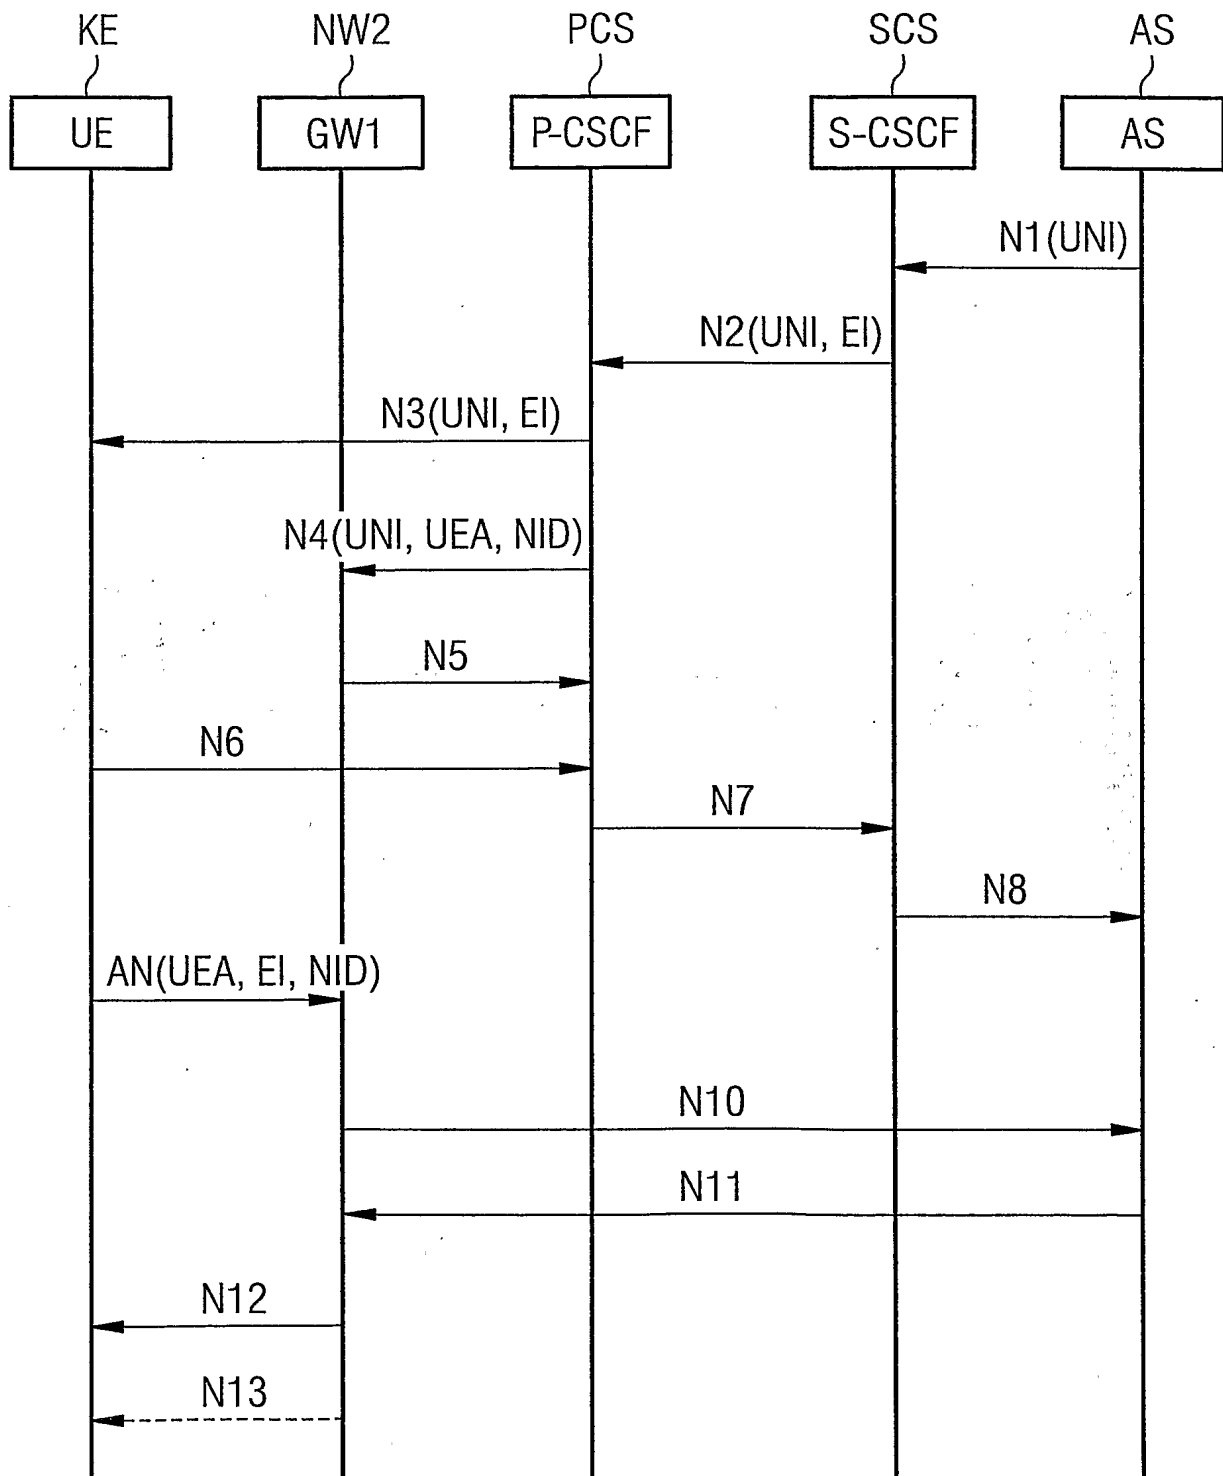 KE NW2 PCS SCS AS
UE GW1 P-CSCF S-CSCF AS
N1(UNI)
N2(UNI, EI)
N3(UNI, EI)
N4(UNI, UEA, NID)
N5
N6
N7
N8
AN(UEA, EI, NID)
N10
N11
N12
N13